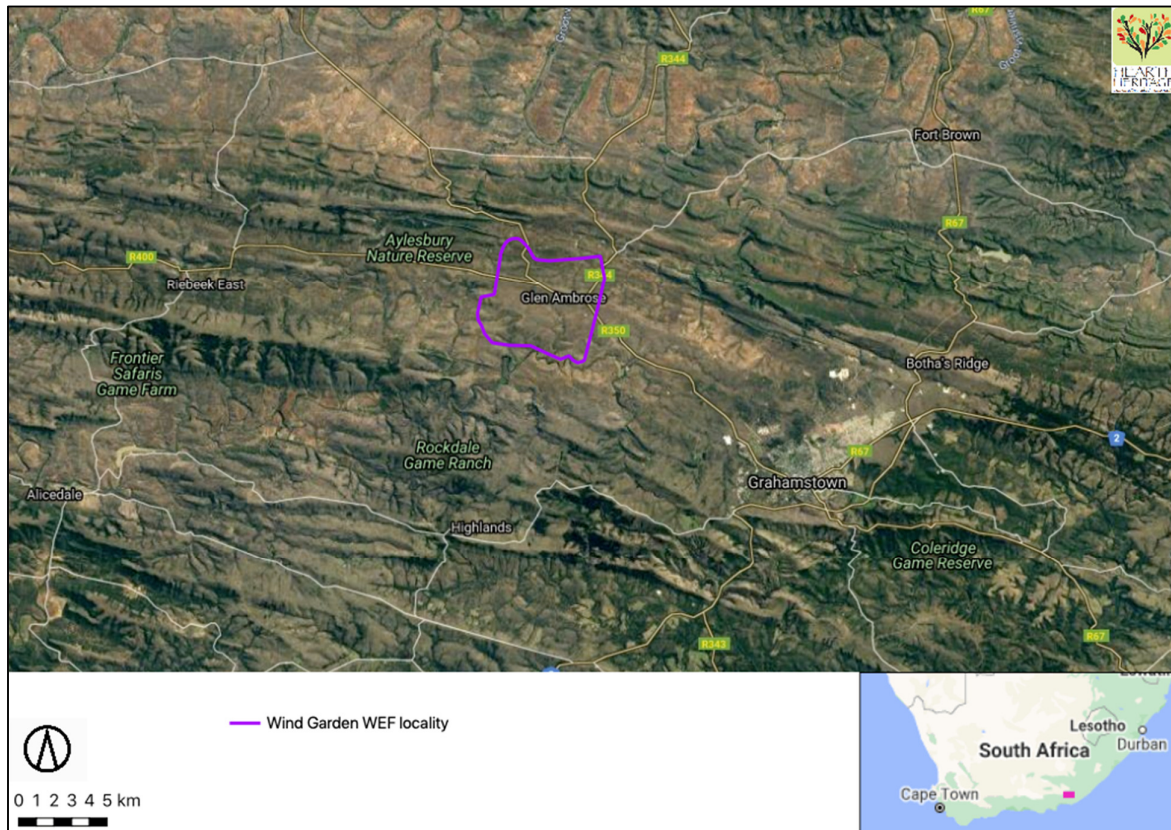 R67
R344
HEARTH
HERITAGE
Fort Brown
R67
Aylesbury
Nature Reserve
R400
Riebeek East
R344
Glen Ambrose
R350
Frontier
Safaris
Game Farm
Botha's Ridge
2
Rockdale
Game Ranch
R67
Grahamstown
Alicedale
Highlands
Coleridge
Game Reserve
R67
R343
Wind Garden WEF locality
0 1 2 3 4 5 km
Lesotho
Durban
South Africa
Cape Town